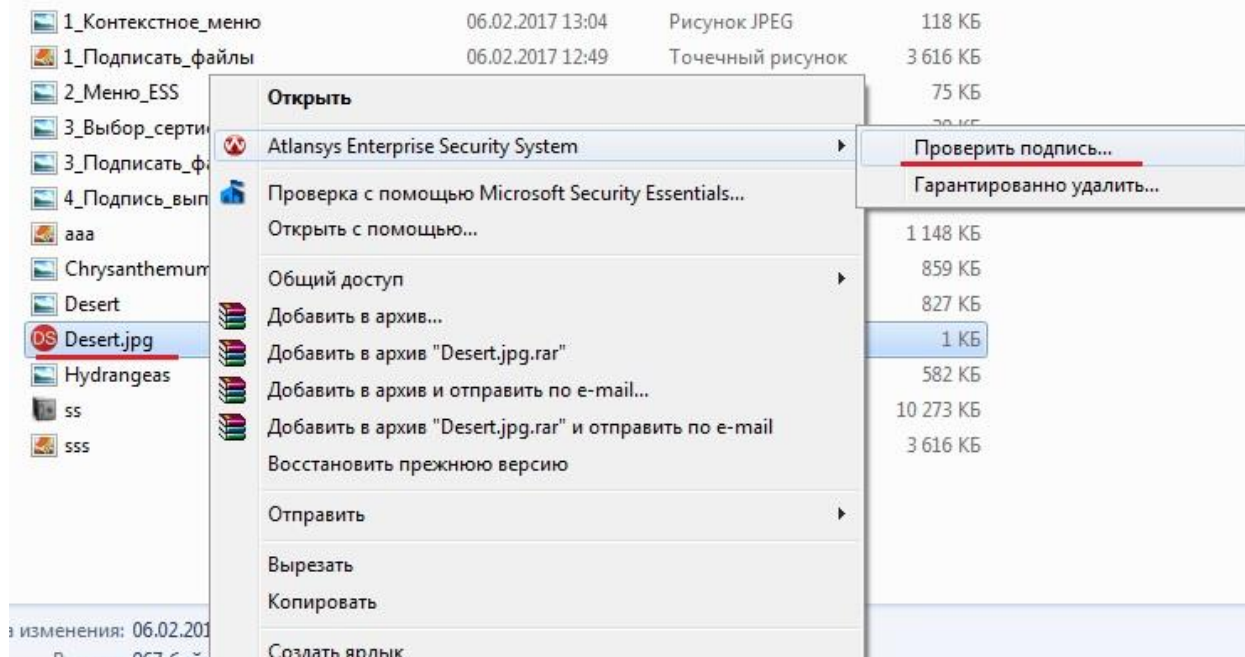 1_Контекстное_меню 06.02.2017 13:04 Рисунок JPEG 118 КБ
1_Подписать_файлы 06.02.2017 12:49 Точечный рисунок 3 616 КБ
2_Меню_ESS 75 КБ
Открыть
3_Выбор_серти
Atlansys Enterprise Security System
Проверить подпись...
3_Подписать_ф
Проверка с помощью Microsoft Security Essentials...
Гарантированно удалить...
4_Подпись_вып
Открыть с помощью...
aaa 1 148 КБ
Chrysanthemum 859 КБ
Общий доступ
Desert 827 КБ
Добавить в архив...
DS Desert.jpg 1 КБ
Добавить в архив "Desert.jpg.rar"
Hydrangeas 582 КБ
Добавить в архив и отправить по e-mail...
ss 10 273 КБ
Добавить в архив "Desert.jpg.rar" и отправить по e-mail
sss 3 616 КБ
Восстановить прежнюю версию
Отправить
Вырезать
Копировать
изменения: 06.02.201
Создать ярлык